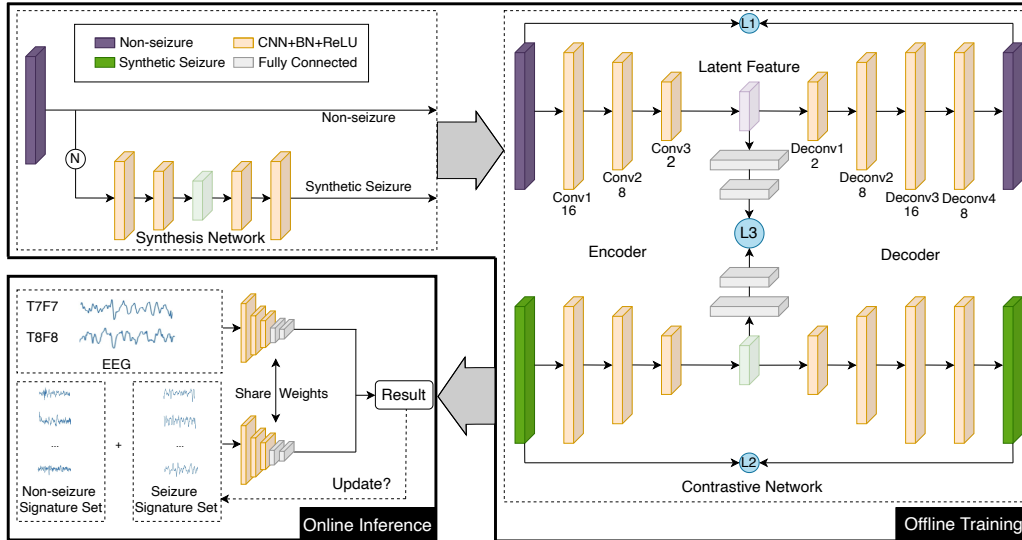 Non-seizure
CNN+BN+ReLU
Synthetic Seizure
Fully Connected
Non-seizure
N
Synthetic Seizure
Synthesis Network
L1
Latent Feature
Conv1
16
Conv2
8
Conv3
2
Deconv1
2
Deconv2
8
Deconv3
16
Deconv4
8
L3
Encoder
Decoder
L2
Contrastive Network
Offline Training
T7F7
T8F8
EEG
Share Weights
Result
...
+
...
Update?
Non-seizure
Signature Set
Seizure
Signature Set
Online Inference